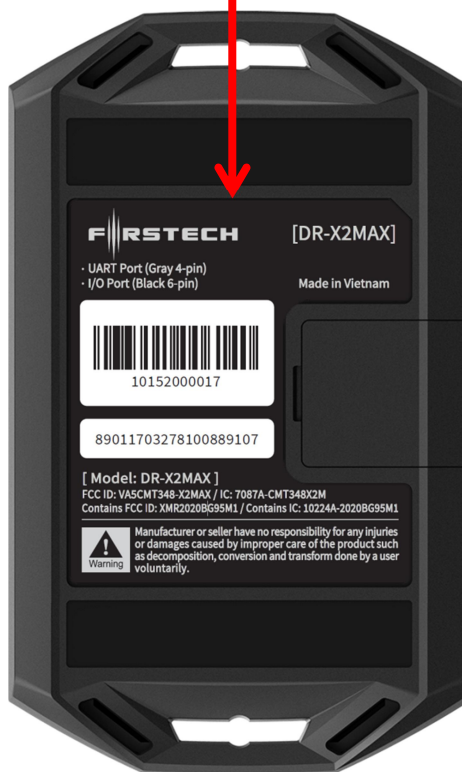 FIRSTECH
[DR-X2MAX]
· UART Port (Gray 4-pin)
· I/O Port (Black 6-pin)
Made in Vietnam
10152000017
89011703278100889107
[ Model: DR-X2MAX ]
FCC ID: VA5CMT348-X2MAX / IC: 7087A-CMT348X2M
Contains FCC ID: XMR2020BG95M1 / Contains IC: 10224A-2020BG95M1
Warning
Manufacturer or seller have no responsibility for any injuries
or damages caused by improper care of the product such
as decomposition, conversion and transform done by a user
voluntarily.